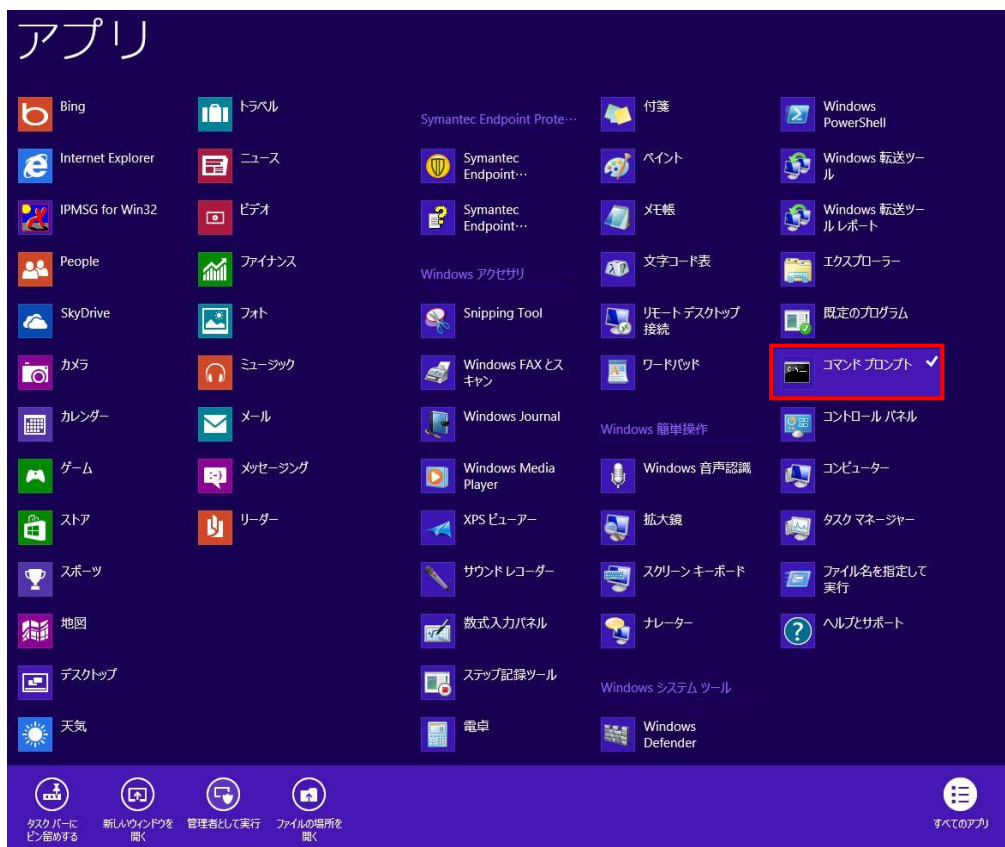 アプリ
Bing
Internet Explorer
IPMSG for Win32
People
SkyDrive
カメラ
カレンダー
ゲーム
ストア
スポーツ
地図
デスクトップ
天気
トラベル
ニュース
ビデオ
ファイナンス
フォト
ミュージック
メール
メッセージング
リーダー
Symantec Endpoint Prote…
Symantec
Endpoint…
Symantec
Endpoint…
Windows アクセサリ
Snipping Tool
Windows FAX とス
キャン
Windows Journal
Windows Media
Player
XPS ビューアー
サウンド レコーダー
数式入力パネル
ステップ記録ツール
電卓
付箋
ペイント
メモ帳
文字コード表
リモート デスクトップ
接続
ワードパッド
Windows 簡単操作
Windows 音声認識
拡大鏡
スクリーン キーボード
ナレーター
Windows システム ツール
Windows
Defender
Windows
PowerShell
Windows 転送ツー
ル
Windows 転送ツー
ル レポート
エクスプローラー
既定のプログラム
コマンド プロンプト
コントロール パネル
コンピューター
タスク マネージャー
ファイル名を指定して
実行
ヘルプとサポート
タスク バーに
ピン留めする
新しいウィンドウを
開く
管理者として実行
ファイルの場所を
開く
すべてのアプリ